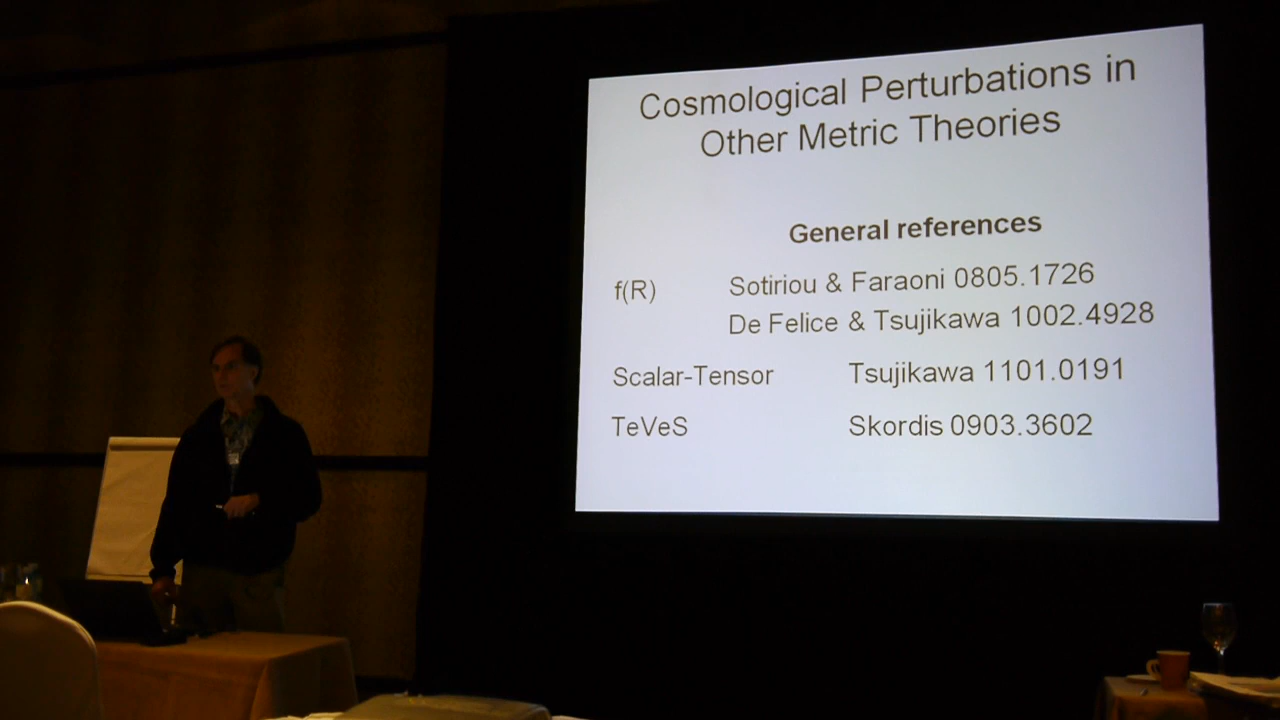 Cosmological Perturbations in
Other Metric Theories
General references
f(R) Sotiriou & Faraoni 0805.1726
De Felice & Tsujikawa 1002.4928
Scalar-Tensor Tsujikawa 1101.0191
TeVeS Skordis 0903.3602